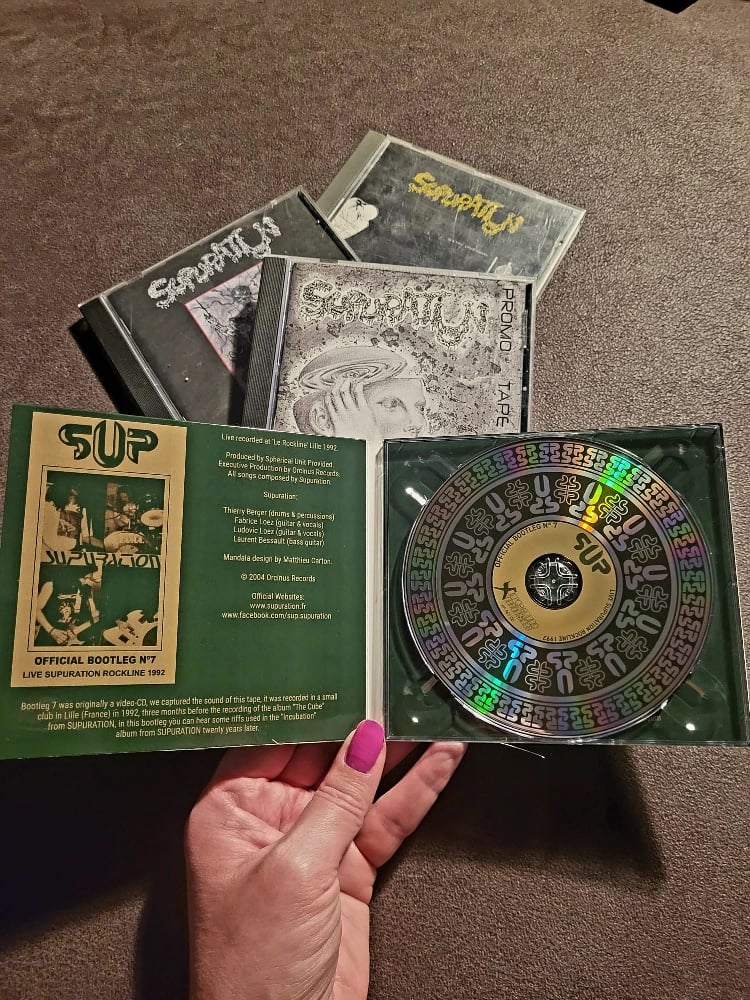 SUPURATION
SUPURATION
SUPURATION
PROMO TAPE
SUP
SUPURATION
OFFICIAL BOOTLEG N°7
LIVE SUPURATION ROCKLINE 1992
Live recorded at 'Le Rockline' Lille 1992.
Produced by Spherical Unit Provided.
Executive Production by Orcinus Records.
All songs composed by Supuration.
Supuration:
Thierry Berger (drums & percussions)
Fabrice Loez (guitar & vocals)
Ludovic Loez (guitar & vocals)
Laurent Bessault (bass guitar)
Mandala design by Matthieu Carton.
© 2004 Orcinus Records
Official Websites:
www.supuration.fr
www.facebook.com/sup.supuration
Bootleg 7 was originally a video-CD, we captured the sound of this tape, it was recorded in a small
club in Lille (France) in 1992, three months before the recording of the album "The Cube"
from SUPURATION, in this bootleg you can hear some riffs used in the "Incubation"
album from SUPURATION twenty years later.
OFFICIAL BOOTLEG N° 7
SUP
LIVE SUPURATION ROCKLINE 1992